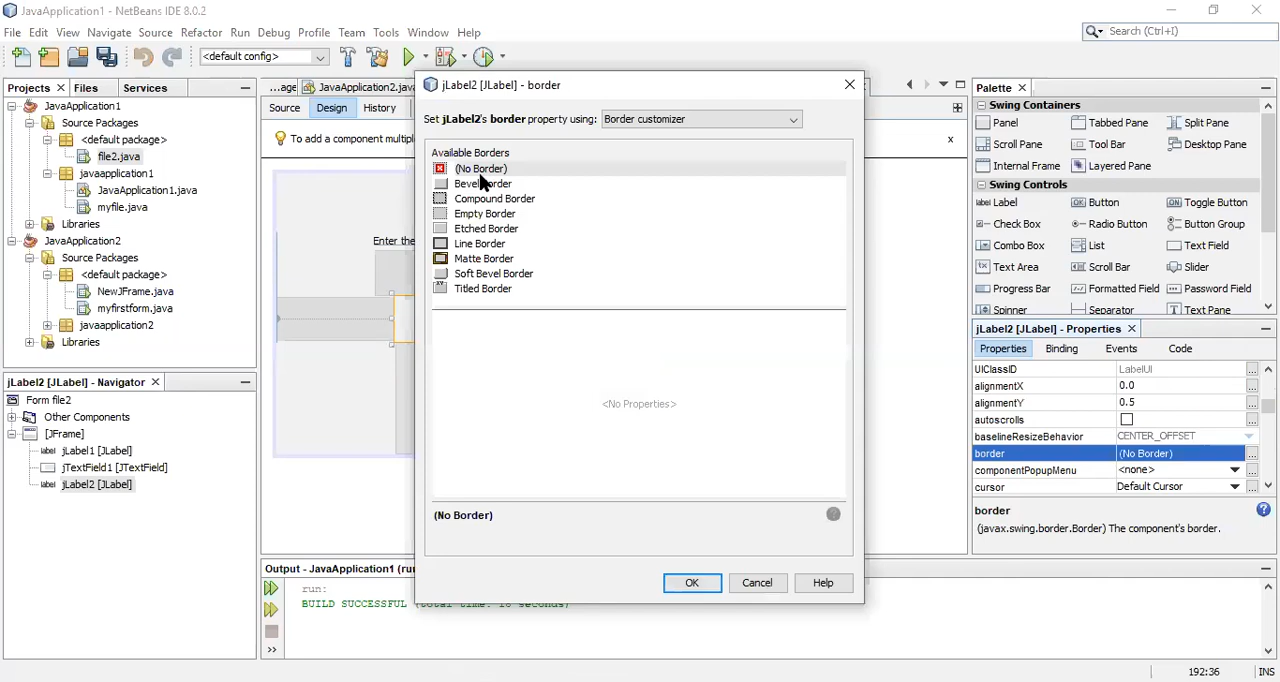 JavaApplication1 - NetBeans IDE 8.0.2
File Edit View Navigate Source Refactor Run Debug Profile Team Tools Window Help
Search (Ctrl+I)
<default config>
Projects Files Services
JavaApplication1
Source Packages
<default package>
file2.java
javaapplication1
JavaApplication1.java
myfile.java
Libraries
JavaApplication2
Source Packages
<default package>
NewJFrame.java
myfirstform.java
javaapplication2
Libraries
jLabel2 [JLabel] - Navigator
Form file2
Other Components
[JFrame]
jLabel1 [JLabel]
jTextField1 [JTextField]
jLabel2 [JLabel]
...age JavaApplication2.java
Source Design History
To add a component multiple
x
Enter the
jLabel2 [JLabel] - border
Set jLabel2's border property using: Border customizer
Available Borders
(No Border)
Bevel Border
Compound Border
Empty Border
Etched Border
Line Border
Matte Border
Soft Bevel Border
Titled Border
<No Properties>
(No Border)
OK Cancel Help
Output - JavaApplication1 (run
run:
BUILD SUCCESSFUL (total time: 10 seconds)
Palette
Swing Containers
Panel Tabbed Pane Split Pane
Scroll Pane Tool Bar Desktop Pane
Internal Frame Layered Pane
Swing Controls
label Label OK Button ON Toggle Button
Check Box Radio Button Button Group
Combo Box List Text Field
Text Area Scroll Bar Slider
Progress Bar Formatted Field Password Field
Spinner Separator Text Pane
jLabel2 [JLabel] - Properties
Properties Binding Events Code
UIClassID LabelUI ...
alignmentX 0.0 ...
alignmentY 0.5 ...
autoscrolls ...
baselineResizeBehavior CENTER_OFFSET
border (No Border) ...
componentPopupMenu <none> ...
cursor Default Cursor ...
border
(javax.swing.border.Border) The component's border.
192:36 INS